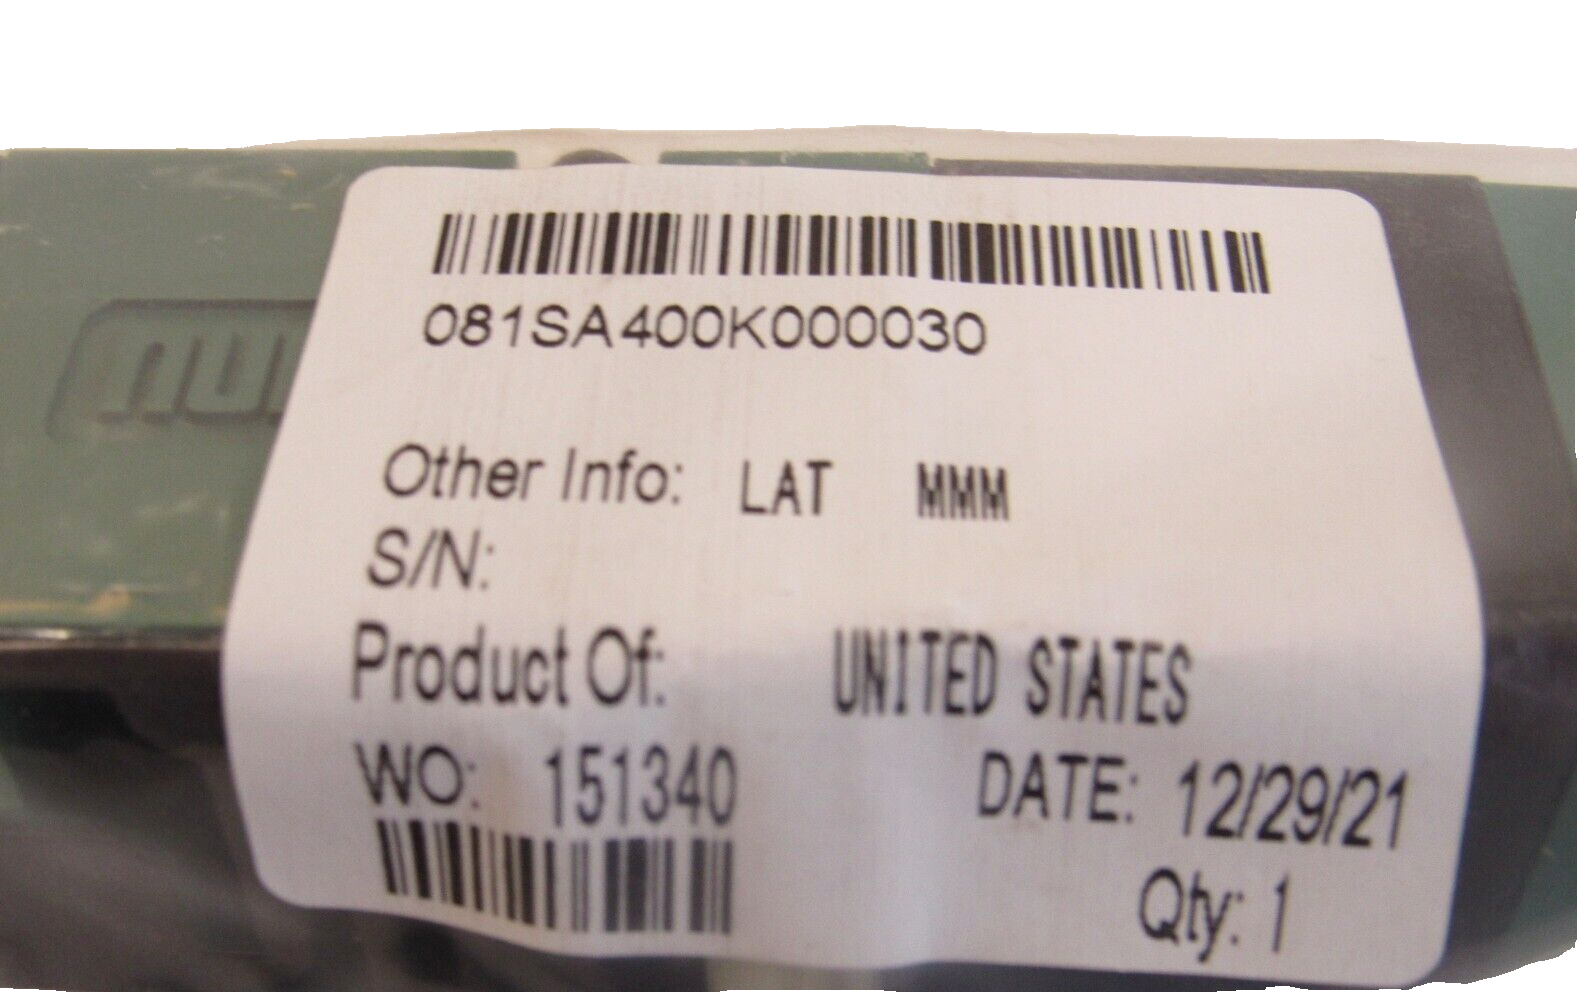 081SA400K000030
Other Info: LAT MMM
S/N:
Product Of: UNITED STATES
WO: 151340 DATE: 12/29/21
Qty: 1